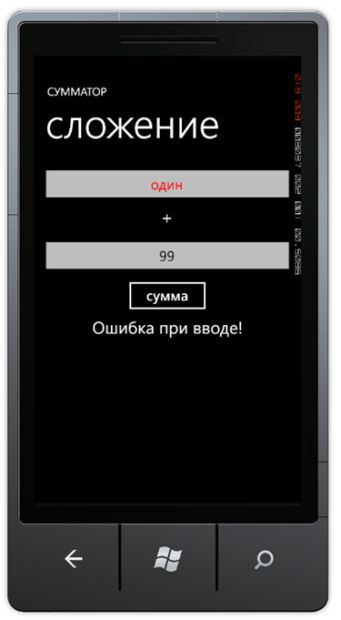 СУММАТОР
сложение
один
+
99
сумма
Ошибка при вводе!